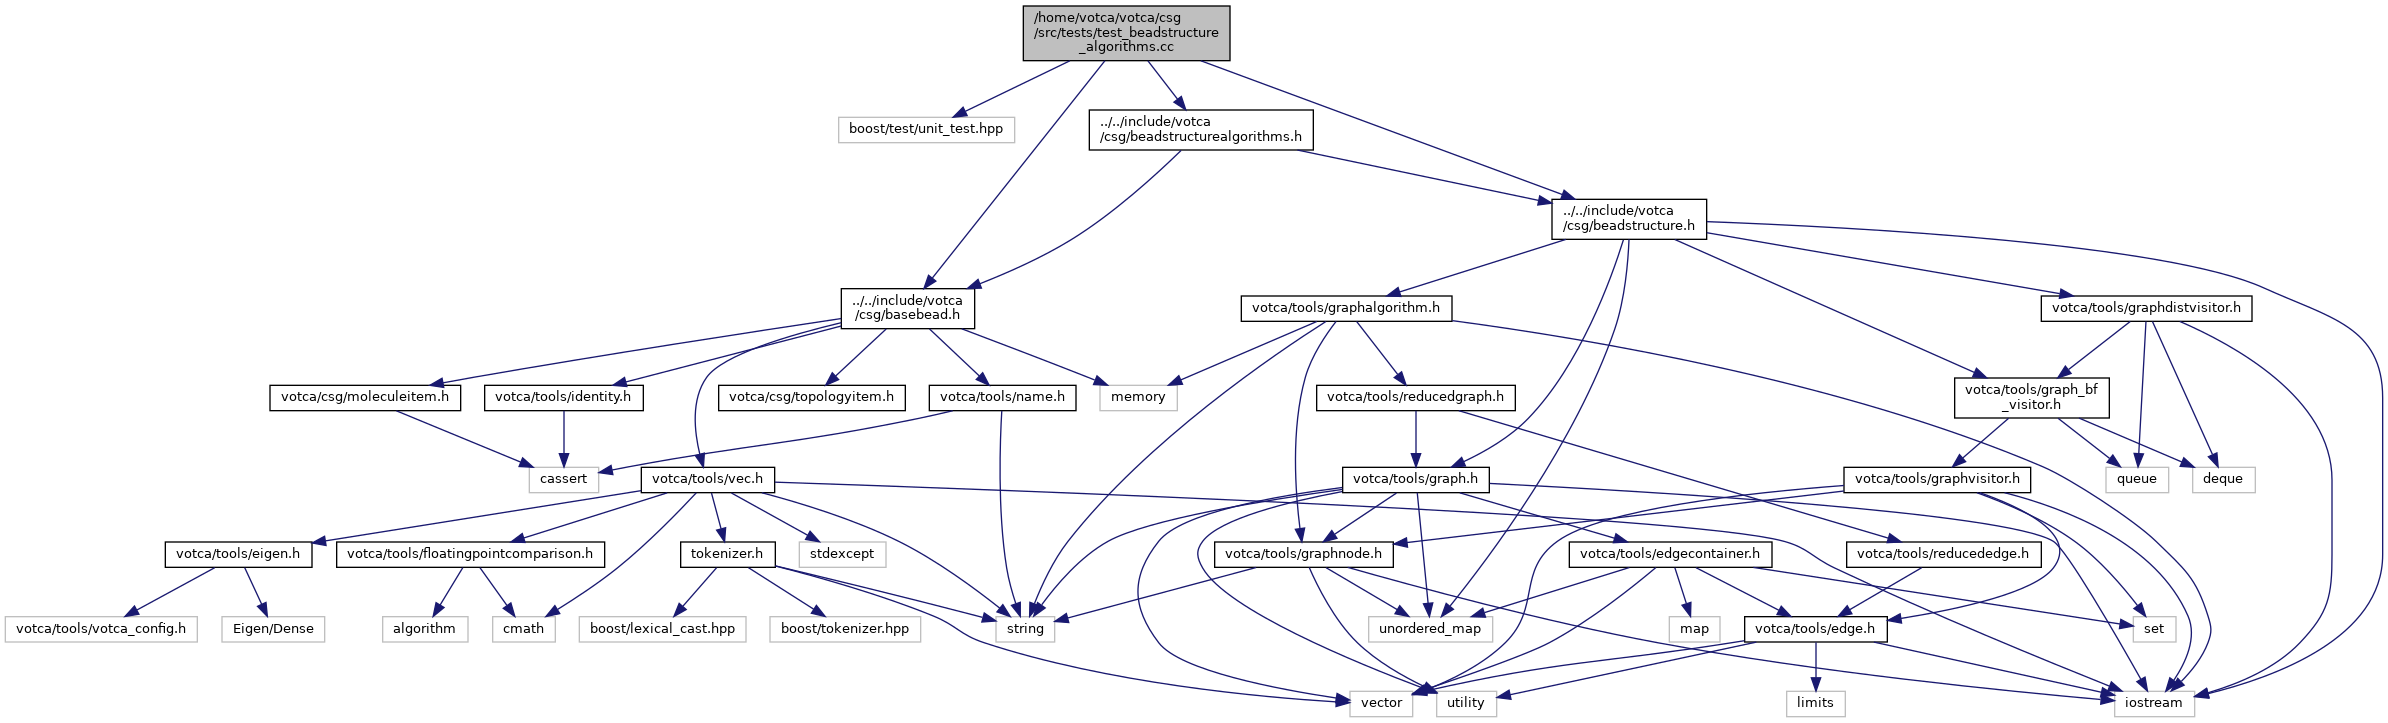 /home/votca/votca/csg
/src/tests/test_beadstructure
_algorithms.cc
boost/test/unit_test.hpp
../../include/votca
/csg/beadstructurealgorithms.h
../../include/votca
/csg/beadstructure.h
../../include/votca
/csg/basebead.h
votca/tools/graphalgorithm.h
votca/tools/graphdistvisitor.h
votca/csg/moleculeitem.h
votca/tools/identity.h
votca/csg/topologyitem.h
votca/tools/name.h
memory
votca/tools/reducedgraph.h
votca/tools/graph_bf
_visitor.h
cassert
votca/tools/vec.h
votca/tools/graph.h
votca/tools/graphvisitor.h
queue
deque
votca/tools/eigen.h
votca/tools/floatingpointcomparison.h
tokenizer.h
stdexcept
votca/tools/graphnode.h
votca/tools/edgecontainer.h
votca/tools/reducededge.h
votca/tools/votca_config.h
Eigen/Dense
algorithm
cmath
boost/lexical_cast.hpp
boost/tokenizer.hpp
string
unordered_map
map
votca/tools/edge.h
set
vector
utility
limits
iostream